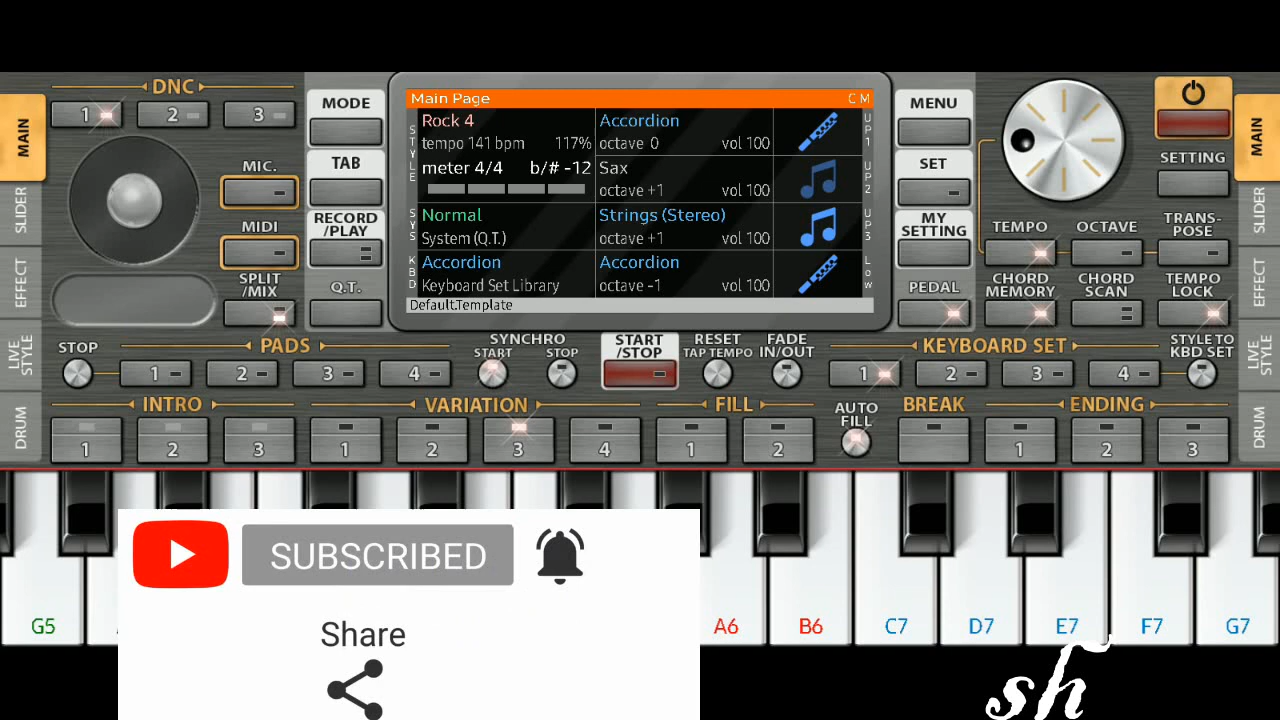 DNC
1 2 3
MAIN
SLIDER
EFFECT
LIVE STYLE
DRUM
MIC.
MIDI
SPLIT
/MIX
MODE
TAB
RECORD
/PLAY
Q.T.
Main Page C M
STYLE
Rock 4
tempo 141 bpm 117%
meter 4/4 b/# -12
SYS
Normal
System (Q.T.)
KBD
Accordion
Keyboard Set Library
Accordion
octave 0 vol 100
UP1
Sax
octave +1 vol 100
UP2
Strings (Stereo)
octave +1 vol 100
UP3
Accordion
octave -1 vol 100
Low
Default.Template
MENU
SET
MY
SETTING
PEDAL
SETTING
TEMPO
OCTAVE
TRANS-
POSE
CHORD
MEMORY
CHORD
SCAN
TEMPO
LOCK
MAIN
SLIDER
EFFECT
LIVE STYLE
DRUM
STOP
PADS
1 2 3 4
SYNCHRO
START STOP
START
/STOP
RESET
TAP TEMPO
FADE
IN/OUT
KEYBOARD SET
1 2 3 4
STYLE TO
KBD SET
INTRO
1 2 3
VARIATION
1 2 3 4
FILL
1 2
AUTO
FILL
BREAK
ENDING
1 2 3
G5 A6 B6 C7 D7 E7 F7 G7
SUBSCRIBED
Share
sh